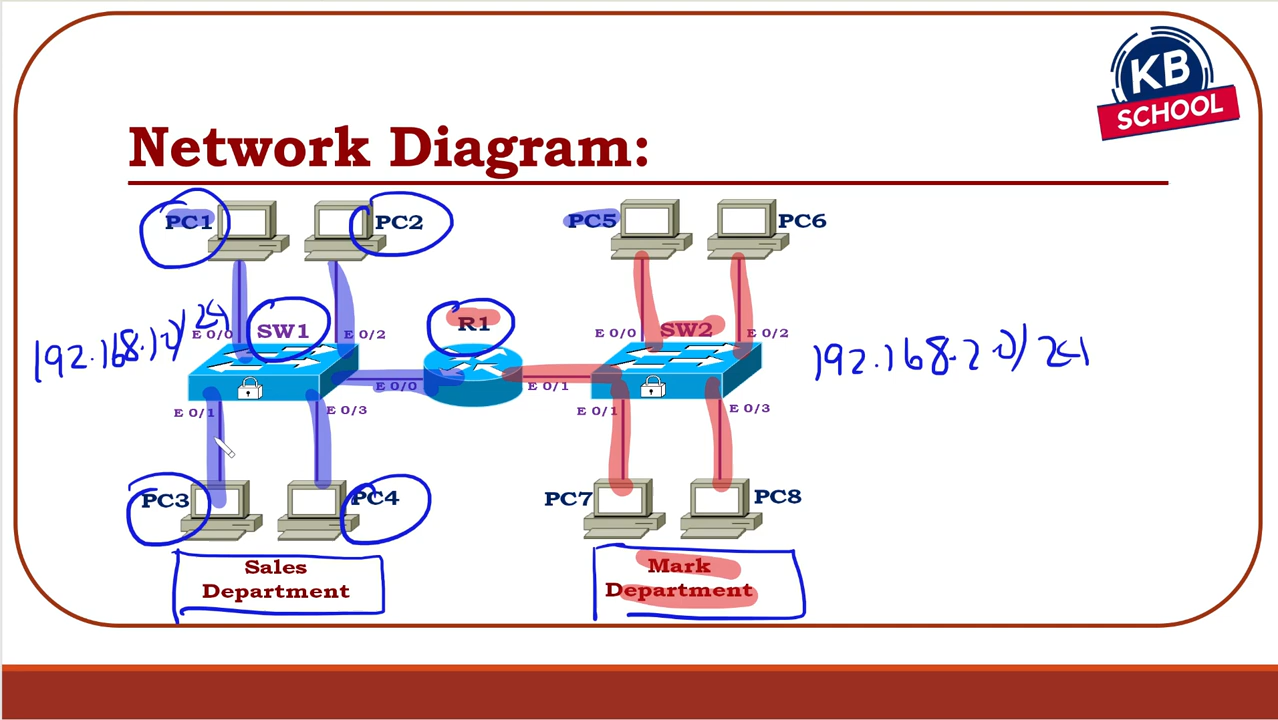 KB
SCHOOL
Network Diagram:
PC1
PC2
PC5
PC6
192.168.1.0/24
E 0/0
SW1
E 0/2
R1
E 0/0
SW2
E 0/2
192.168.2.0/24
E 0/0
E 0/1
E 0/1
E 0/3
E 0/1
E 0/3
PC3
PC4
PC7
PC8
Sales
Department
Mark
Department